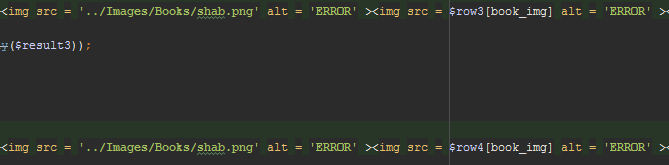 <img src = '../Images/Books/shab.png' alt = 'ERROR' ><img src = $row3[book_img] alt = 'ERROR' ><
y($result3));
<img src = '../Images/Books/shab.png' alt = 'ERROR' ><img src = $row4[book_img] alt = 'ERROR' ><